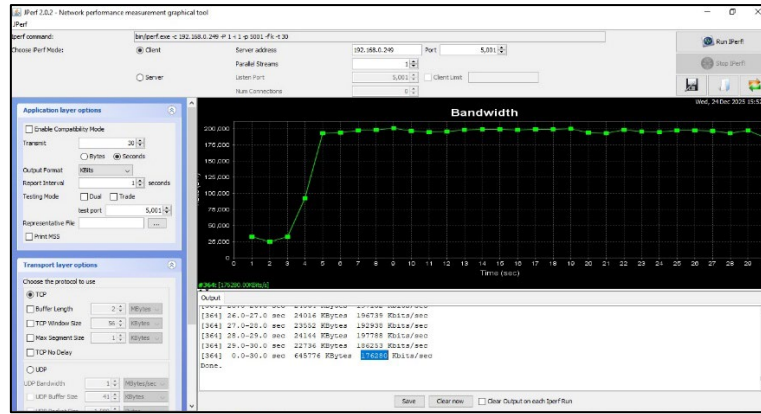 JPerf 2.0.2 - Network performance measurement graphical tool
JPerf
Iperf command:
bin/iperf.exe -c 192.168.0.249 -P 1 -i 1 -p 5001 -f k -t 30
Choose iPerf Mode:
Client
Server address
192.168.0.249
Port
5,001
Parallel Streams
1
Server
Listen Port
5,001
Client Limit
Num Connections
0
Run IPerf!
Stop IPerf!
Application layer options
Enable Compatibility Mode
Transmit
30
Bytes
Seconds
Output Format
KBits
Report Interval
1
seconds
Testing Mode
Dual
Trade
test port
5,001
Representative File
...
Print MSS
Transport layer options
Choose the protocol to use
TCP
Buffer Length
2
MBytes
TCP Window Size
56
KBytes
Max Segment Size
1
KBytes
TCP No Delay
UDP
UDP Bandwidth
1
MBytes/sec
UDP Buffer Size
41
KBytes
Wed, 24 Dec 2025 15:52
Bandwidth
200,000
175,000
150,000
125,000
100,000
75,000
50,000
25,000
0
0 1 2 3 4 5 6 7 8 9 10 11 12 13 14 15 16 17 18 19 20 21 22 23 24 25 26 27 28 29
Time (sec)
#364: [176280.00KBits/s]
Output
[364] 26.0-27.0 sec 24016 KBytes 196739 Kbits/sec
[364] 27.0-28.0 sec 23552 KBytes 192938 Kbits/sec
[364] 28.0-29.0 sec 24144 KBytes 197788 Kbits/sec
[364] 29.0-30.0 sec 22736 KBytes 186253 Kbits/sec
[364] 0.0-30.0 sec 645776 KBytes 176280 Kbits/sec
Done.
Save
Clear now
Clear Output on each Iperf Run